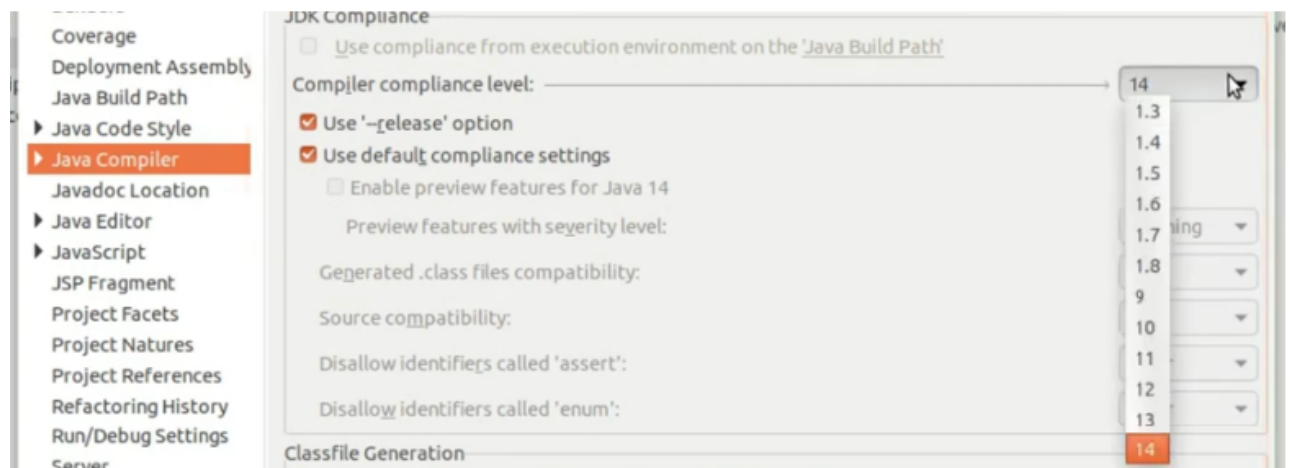 Coverage
Deployment Assembly
Java Build Path
Java Code Style
Java Compiler
Javadoc Location
Java Editor
JavaScript
JSP Fragment
Project Facets
Project Natures
Project References
Refactoring History
Run/Debug Settings
Server
JDK Compliance
Use compliance from execution environment on the 'Java Build Path'
Compiler compliance level: 14
Use '--release' option
Use default compliance settings
Enable preview features for Java 14
Preview features with severity level:
Generated .class files compatibility:
Source compatibility:
Disallow identifiers called 'assert':
Disallow identifiers called 'enum':
Classfile Generation
1.3
1.4
1.5
1.6
1.7
1.8
9
10
11
12
13
14